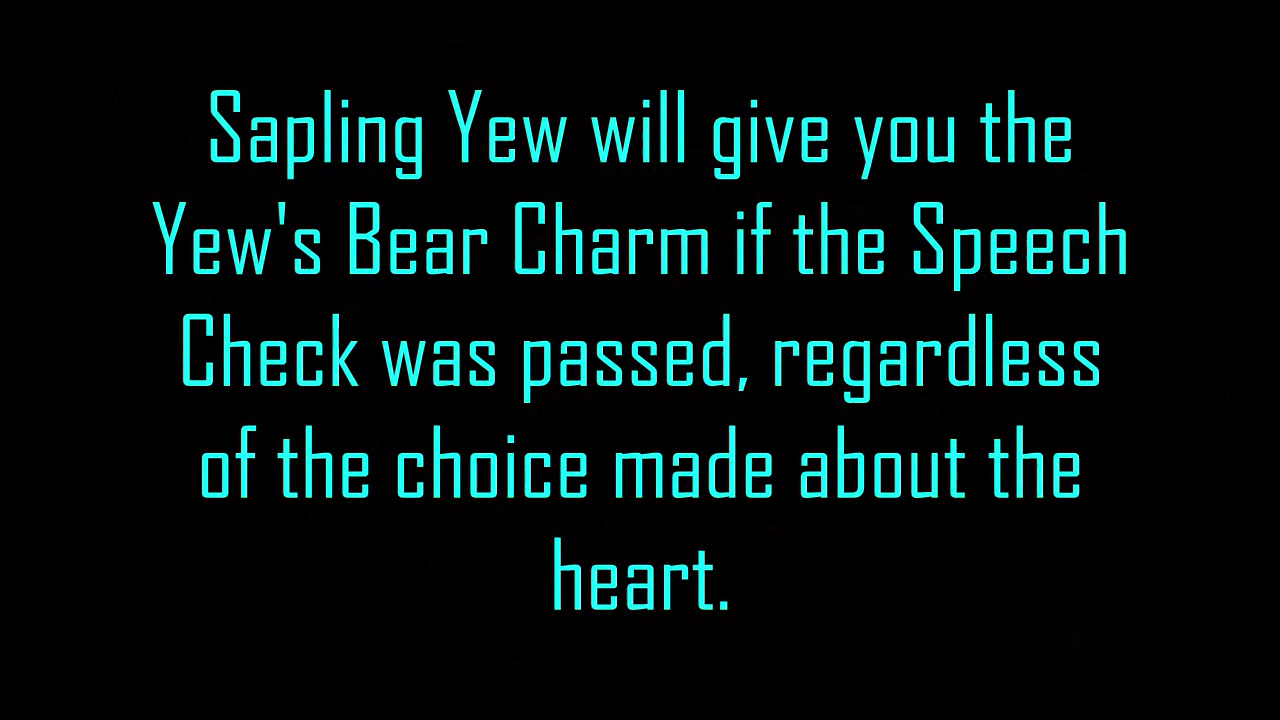 Sapling Yew will give you the
Yew's Bear Charm if the Speech
Check was passed, regardless
of the choice made about the
heart.